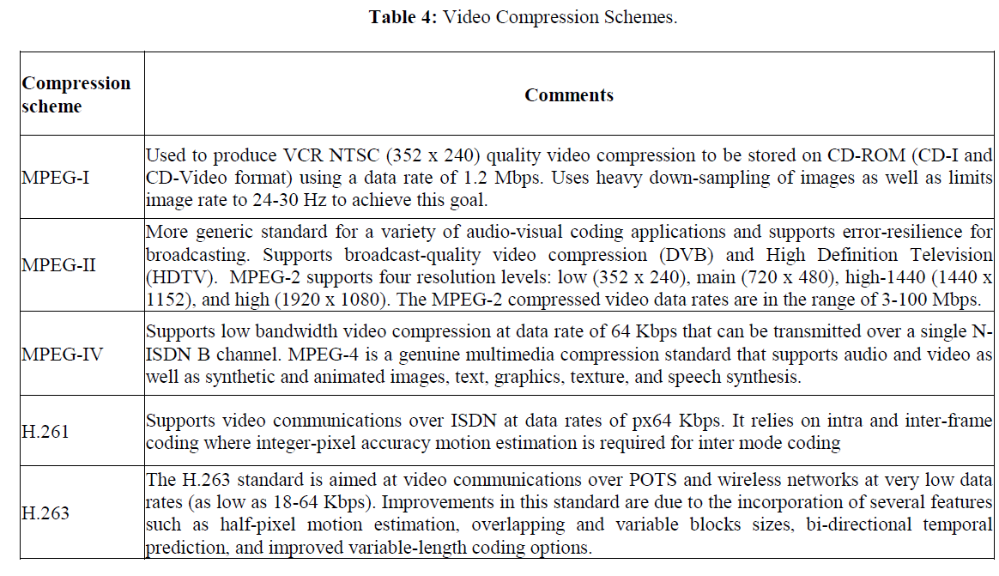 Table 4: Video Compression Schemes.
Compression
scheme
Comments
MPEG-I
Used to produce VCR NTSC (352 x 240) quality video compression to be stored on CD-ROM (CD-I and
CD-Video format) using a data rate of 1.2 Mbps. Uses heavy down-sampling of images as well as limits
image rate to 24-30 Hz to achieve this goal.
MPEG-II
More generic standard for a variety of audio-visual coding applications and supports error-resilience for
broadcasting. Supports broadcast-quality video compression (DVB) and High Definition Television
(HDTV). MPEG-2 supports four resolution levels: low (352 x 240), main (720 x 480), high-1440 (1440 x
1152), and high (1920 x 1080). The MPEG-2 compressed video data rates are in the range of 3-100 Mbps.
MPEG-IV
Supports low bandwidth video compression at data rate of 64 Kbps that can be transmitted over a single N-
ISDN B channel. MPEG-4 is a genuine multimedia compression standard that supports audio and video as
well as synthetic and animated images, text, graphics, texture, and speech synthesis.
H.261
Supports video communications over ISDN at data rates of px64 Kbps. It relies on intra and inter-frame
coding where integer-pixel accuracy motion estimation is required for inter mode coding
H.263
The H.263 standard is aimed at video communications over POTS and wireless networks at very low data
rates (as low as 18-64 Kbps). Improvements in this standard are due to the incorporation of several features
such as half-pixel motion estimation, overlapping and variable blocks sizes, bi-directional temporal
prediction, and improved variable-length coding options.